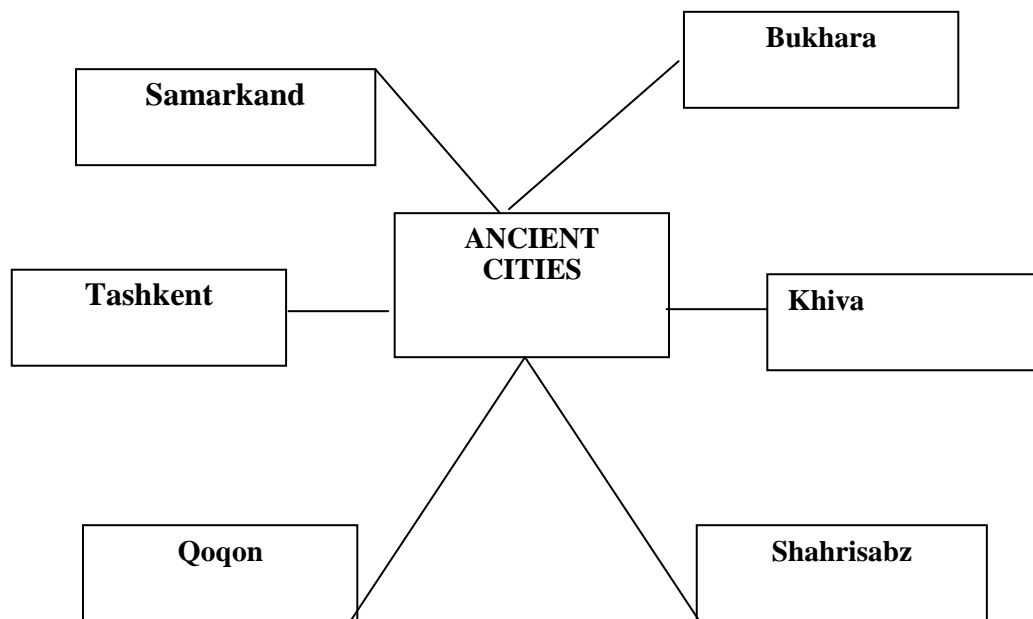 Bukhara
Samarkand
ANCIENT
CITIES
Tashkent
Khiva
Qoqon
Shahrisabz